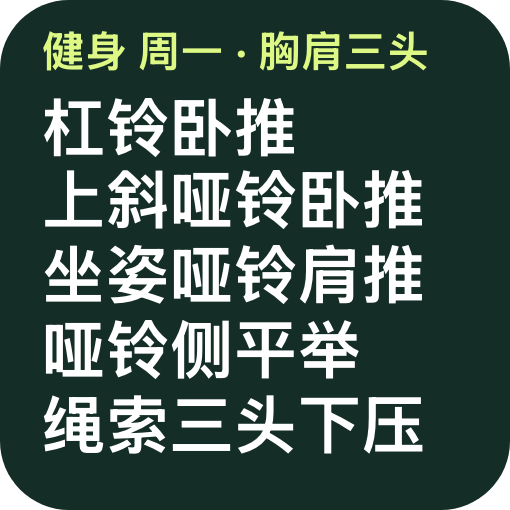 健身 周一 · 胸肩三头
杠铃卧推
上斜哑铃卧推
坐姿哑铃肩推
哑铃侧平举
绳索三头下压